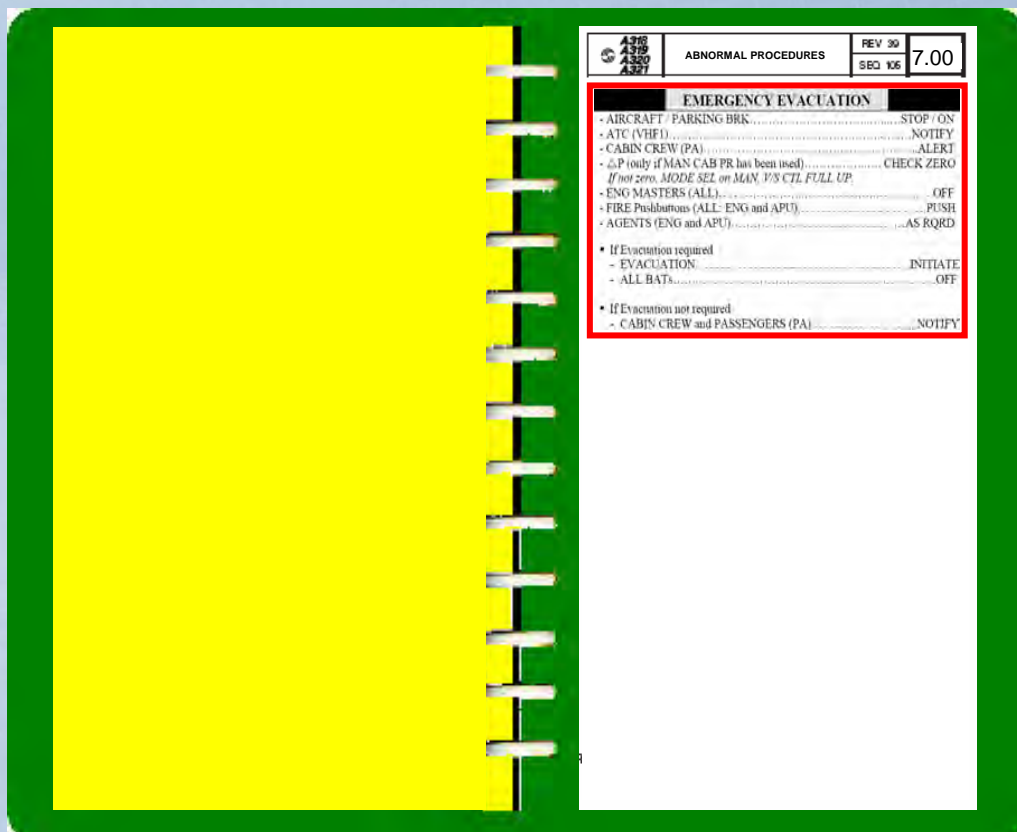 A318
A319
A320
A321
ABNORMAL PROCEDURES
REV 39
SEQ 106
7.00
EMERGENCY EVACUATION
- AIRCRAFT / PARKING BRK STOP / ON
- ATC (VHF1) NOTIFY
- CABIN CREW (PA) ALERT
- △P (only if MAN CAB PR has been used) CHECK ZERO
If not zero, MODE SEL on MAN, V/S CTL FULL UP.
- ENG MASTERS (ALL) OFF
- FIRE Pushbuttons (ALL: ENG and APU) PUSH
- AGENTS (ENG and APU) AS RQRD
• If Evacuation required
- EVACUATION INITIATE
- ALL BATs OFF
• If Evacuation not required
- CABIN CREW and PASSENGERS (PA) NOTIFY